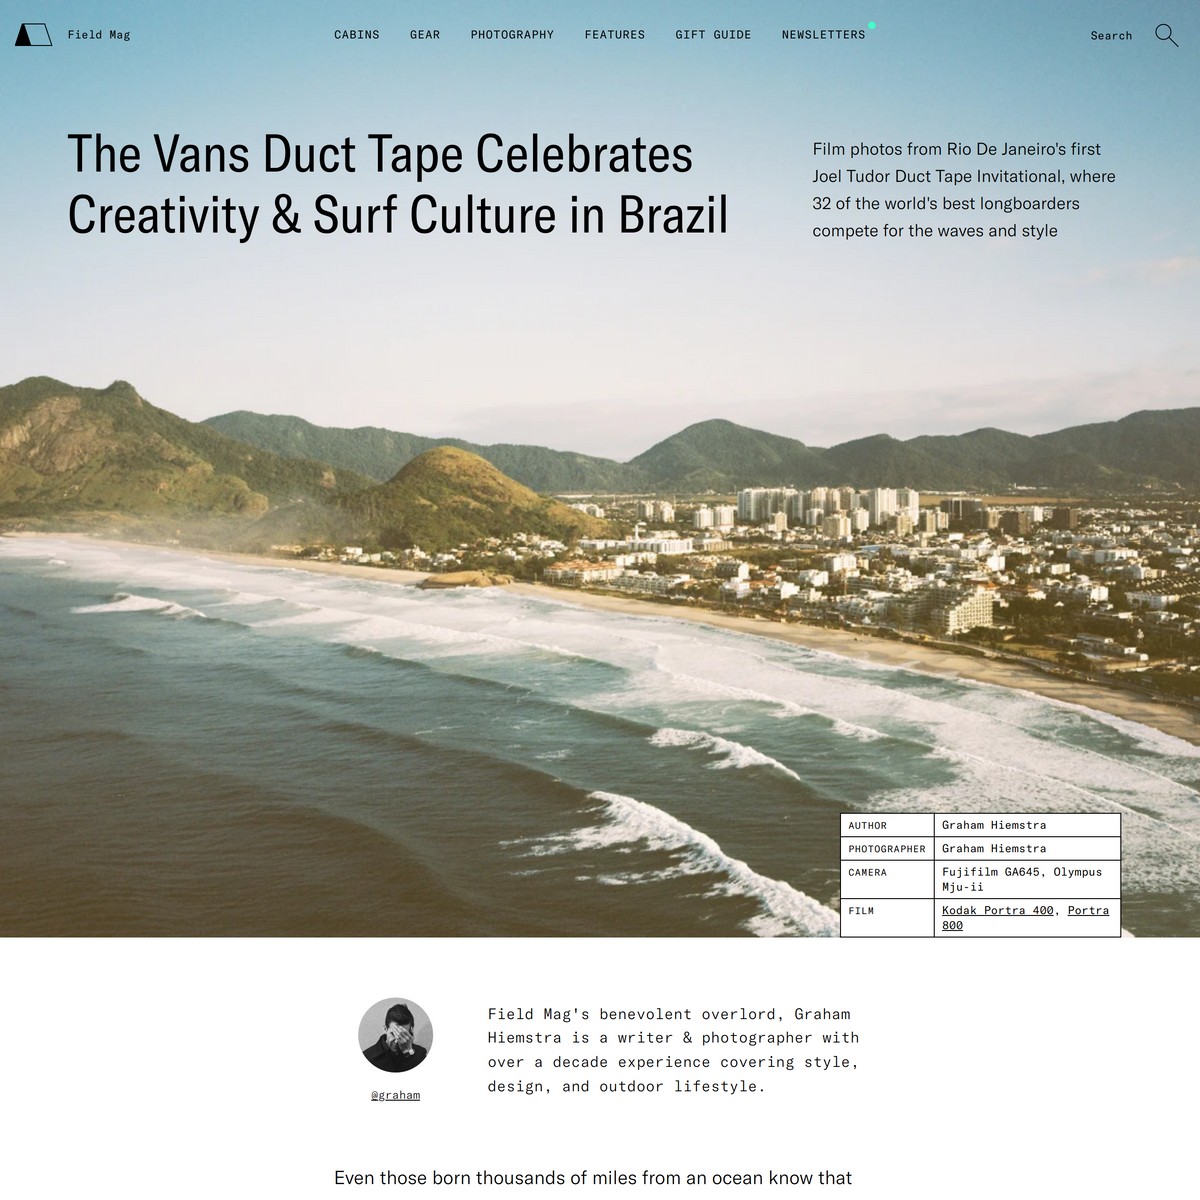 Field Mag
CABINS GEAR PHOTOGRAPHY FEATURES GIFT GUIDE NEWSLETTERS
Search
The Vans Duct Tape Celebrates
Creativity & Surf Culture in Brazil
Film photos from Rio De Janeiro's first
Joel Tudor Duct Tape Invitational, where
32 of the world's best longboarders
compete for the waves and style
AUTHOR Graham Hiemstra
PHOTOGRAPHER Graham Hiemstra
CAMERA Fujifilm GA645, Olympus
Mju-ii
FILM Kodak Portra 400, Portra
800
@graham
Field Mag's benevolent overlord, Graham
Hiemstra is a writer & photographer with
over a decade experience covering style,
design, and outdoor lifestyle.
Even those born thousands of miles from an ocean know that